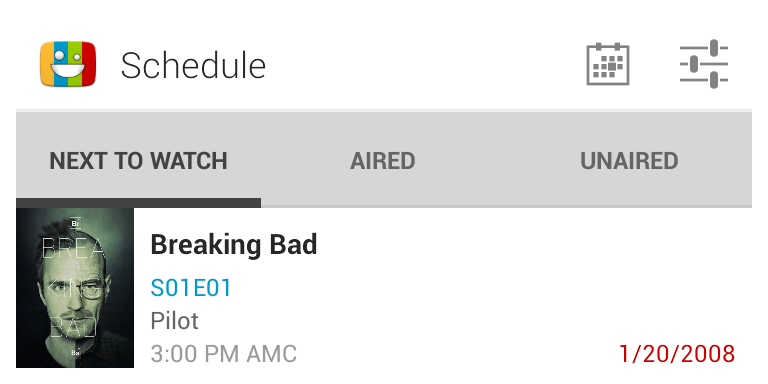 Schedule
NEXT TO WATCH
AIRED
UNAIRED
Br
BREA
KING
BAD
Ba
Breaking Bad
S01E01
Pilot
3:00 PM AMC
1/20/2008